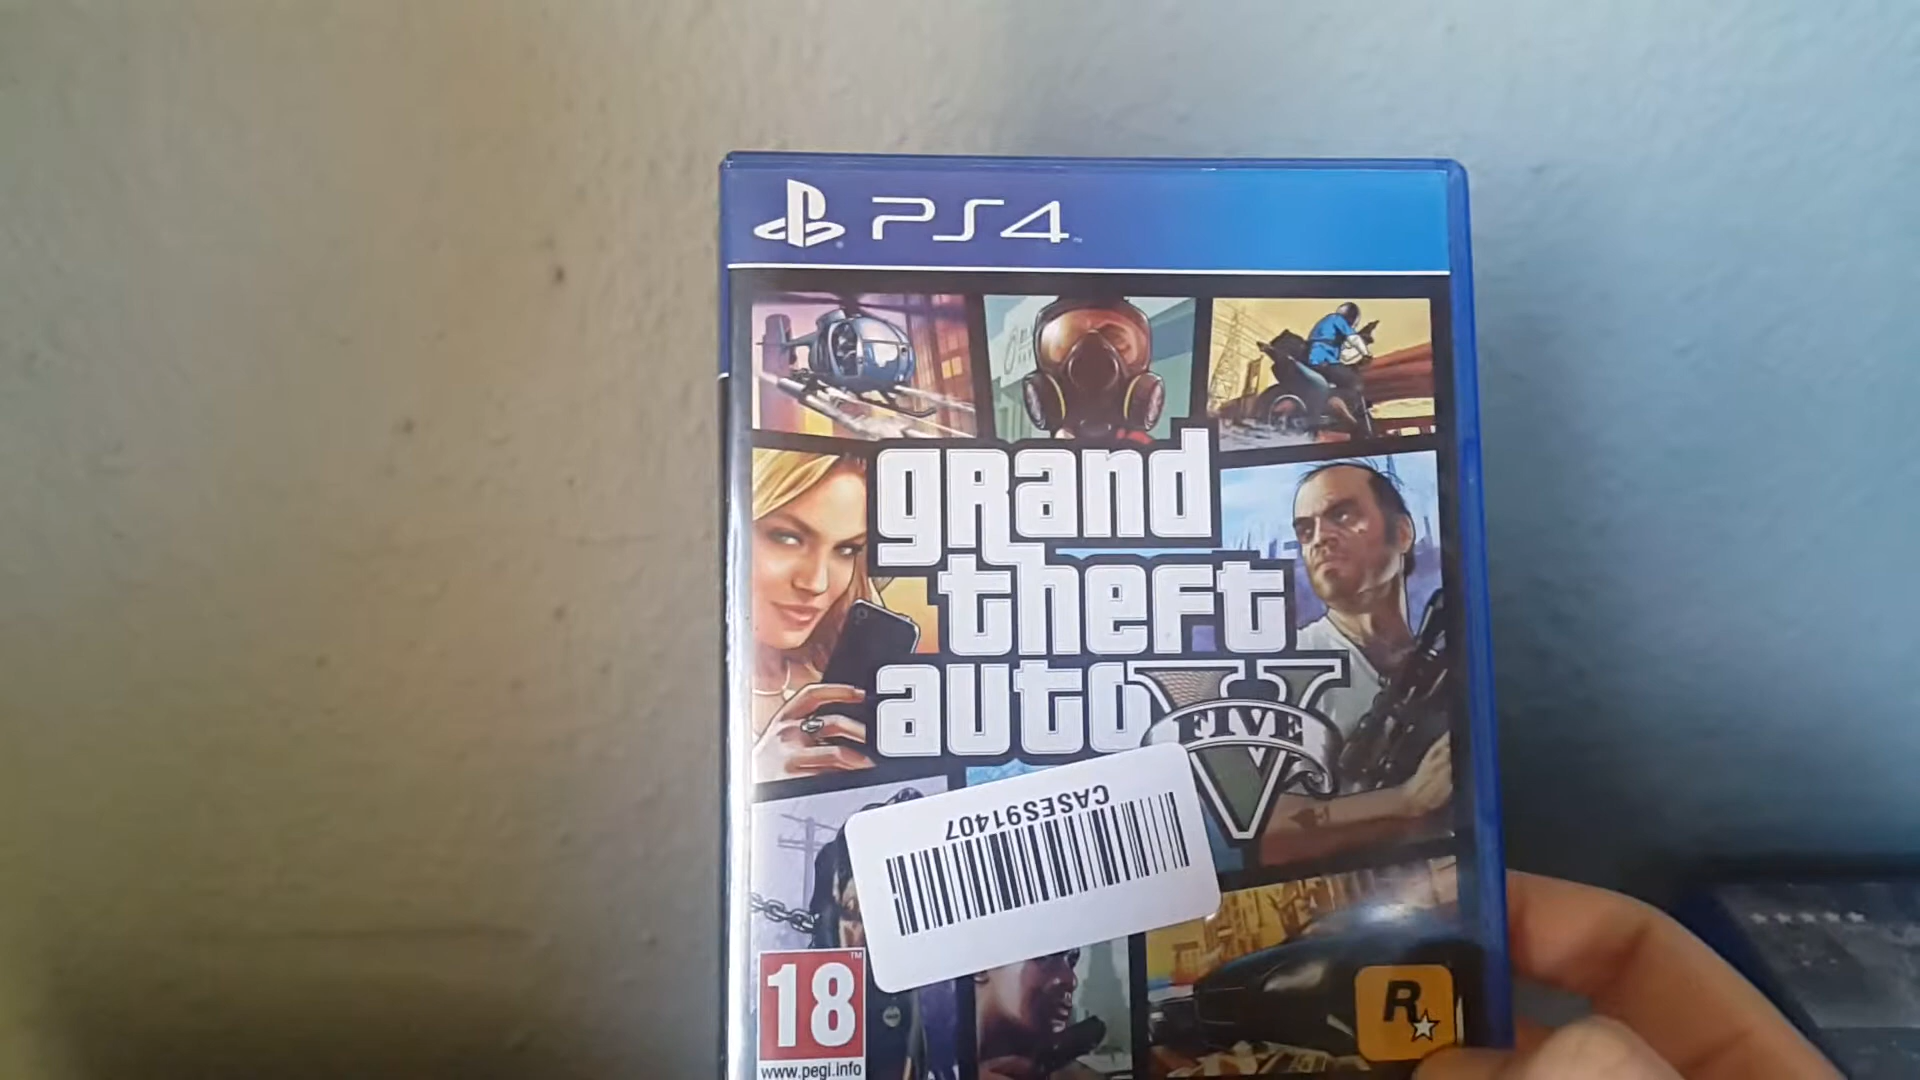 PS4
grand
theft
auto V
FIVE
CASES91407
18
www.pegi.info
R